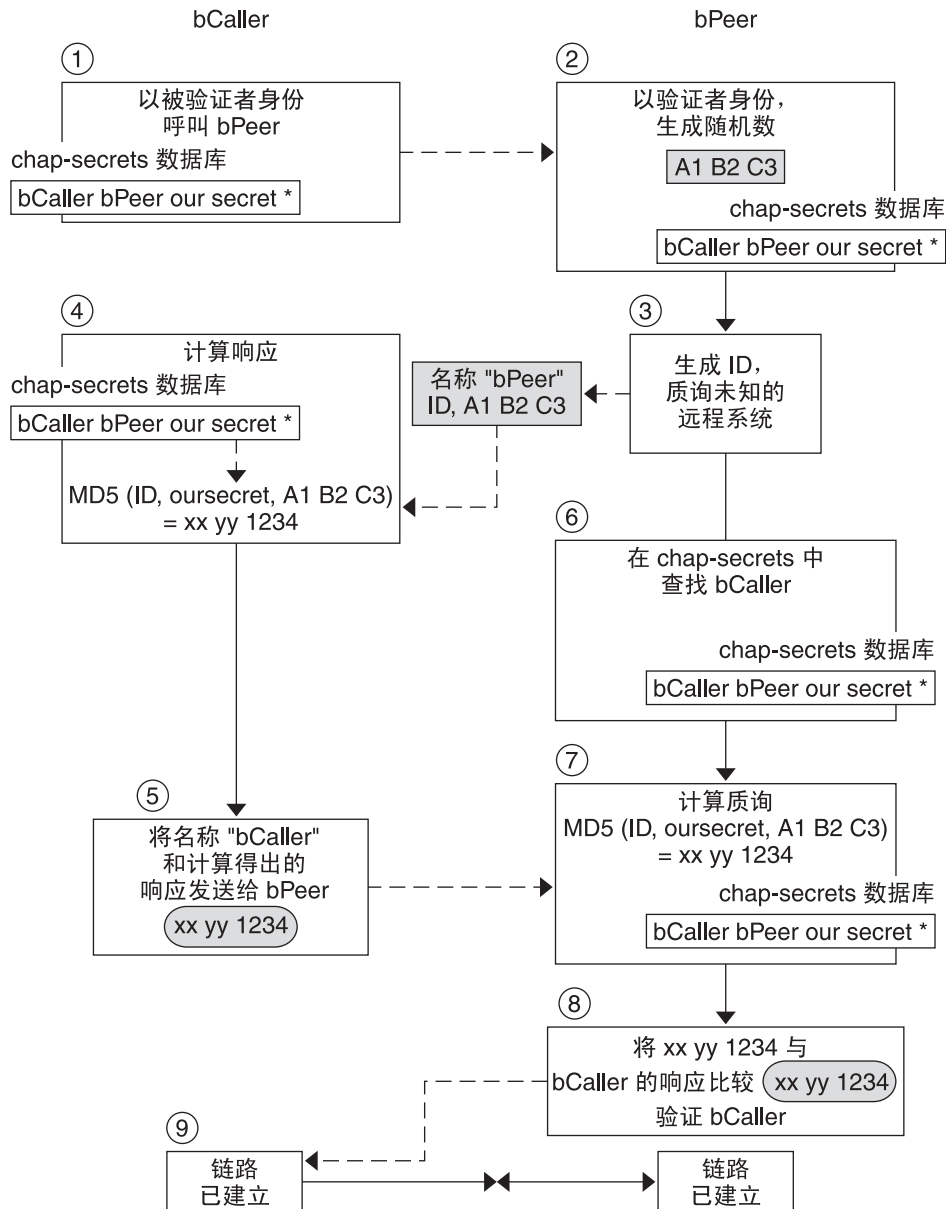 bCaller
bPeer
①
以被验证者身份
呼叫 bPeer
chap-secrets 数据库
bCaller bPeer our secret *
②
以验证者身份，
生成随机数
A1 B2 C3
chap-secrets 数据库
bCaller bPeer our secret *
③
生成 ID，
质询未知的
远程系统
名称 "bPeer"
ID, A1 B2 C3
④
计算响应
chap-secrets 数据库
bCaller bPeer our secret *
MD5 (ID, oursecret, A1 B2 C3)
= xx yy 1234
⑤
将名称 "bCaller"
和计算得出的
响应发送给 bPeer
xx yy 1234
⑥
在 chap-secrets 中
查找 bCaller
chap-secrets 数据库
bCaller bPeer our secret *
⑦
计算质询
MD5 (ID, oursecret, A1 B2 C3)
= xx yy 1234
chap-secrets 数据库
bCaller bPeer our secret *
⑧
将 xx yy 1234 与
bCaller 的响应比较 xx yy 1234
验证 bCaller
⑨
链路
已建立
链路
已建立